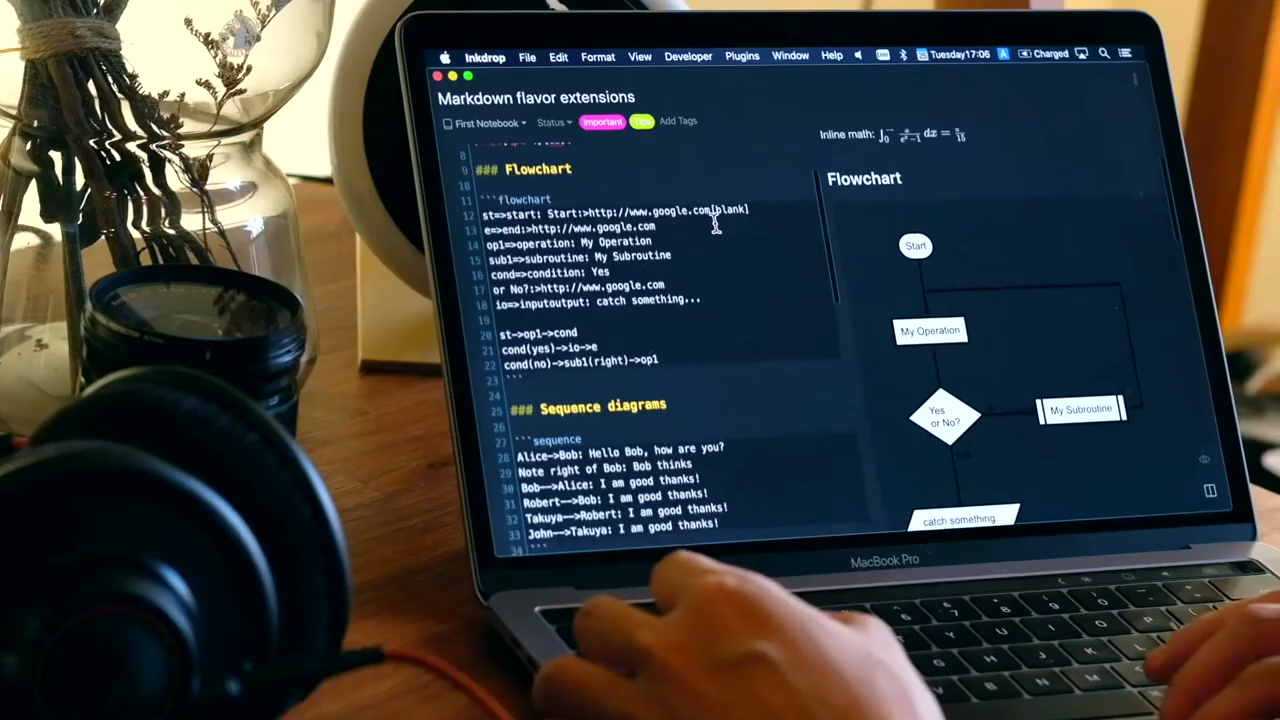 Inkdrop File Edit Format View Developer Plugins Window Help Tuesday17:06 A Charged
Markdown flavor extensions
First Notebook Status important Tips Add Tags
8
9 ### Flowchart
10
11 ```flowchart
12 st=>start: Start:>http://www.google.com[blank]
13 e=>end:>http://www.google.com
14 op1=>operation: My Operation
15 sub1=>subroutine: My Subroutine
16 cond=>condition: Yes
17 or No?:>http://www.google.com
18 io=>inputoutput: catch something...
19
20 st->op1->cond
21 cond(yes)->io->e
22 cond(no)->sub1(right)->op1
23 ```
24
25 ### Sequence diagrams
26
27 ```sequence
28 Alice->Bob: Hello Bob, how are you?
29 Note right of Bob: Bob thinks
30 Bob-->Alice: I am good thanks!
31 Robert-->Bob: I am good thanks!
32 Takuya-->Robert: I am good thanks!
33 John-->Takuya: I am good thanks!
34 ```
Inline math:
Flowchart
Start
My Operation
Yes
or No?
My Subroutine
catch something.
MacBook Pro
6 7 8 9 0
Y U I O P
G H J K L
B N M